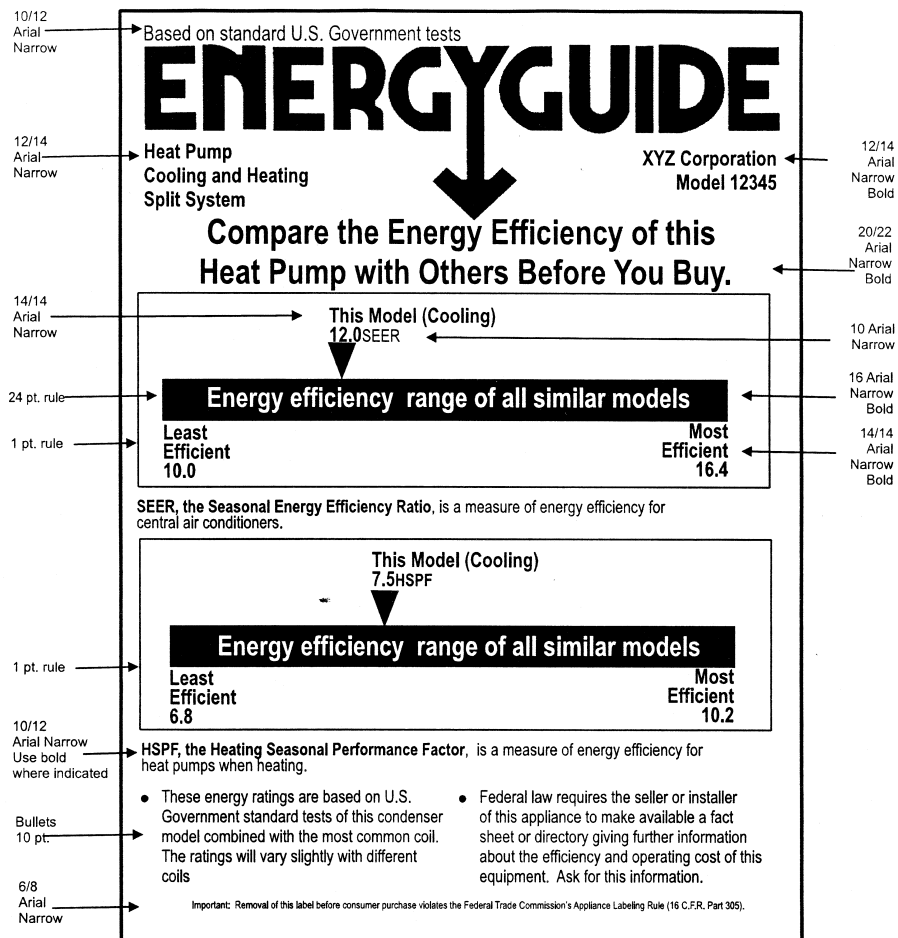 10/12
Arial
Narrow
Based on standard U.S. Government tests
ENERGYGUIDE
12/14
Arial
Narrow
Heat Pump
Cooling and Heating
Split System
XYZ Corporation
Model 12345
12/14
Arial
Narrow
Bold
Compare the Energy Efficiency of this
Heat Pump with Others Before You Buy.
20/22
Arial
Narrow
Bold
14/14
Arial
Narrow
This Model (Cooling)
12.0SEER
10 Arial
Narrow
24 pt. rule
Energy efficiency range of all similar models
16 Arial
Narrow
Bold
1 pt. rule
Least
Efficient
10.0
Most
Efficient
16.4
14/14
Arial
Narrow
Bold
SEER, the Seasonal Energy Efficiency Ratio, is a measure of energy efficiency for
central air conditioners.
This Model (Cooling)
7.5HSPF
Energy efficiency range of all similar models
1 pt. rule
Least
Efficient
6.8
Most
Efficient
10.2
10/12
Arial Narrow
Use bold
where indicated
HSPF, the Heating Seasonal Performance Factor, is a measure of energy efficiency for
heat pumps when heating.
Bullets
10 pt.
• These energy ratings are based on U.S.
Government standard tests of this condenser
model combined with the most common coil.
The ratings will vary slightly with different
coils
• Federal law requires the seller or installer
of this appliance to make available a fact
sheet or directory giving further information
about the efficiency and operating cost of this
equipment. Ask for this information.
6/8
Arial
Narrow
Important: Removal of this label before consumer purchase violates the Federal Trade Commission's Appliance Labeling Rule (16 C.F.R. Part 305).